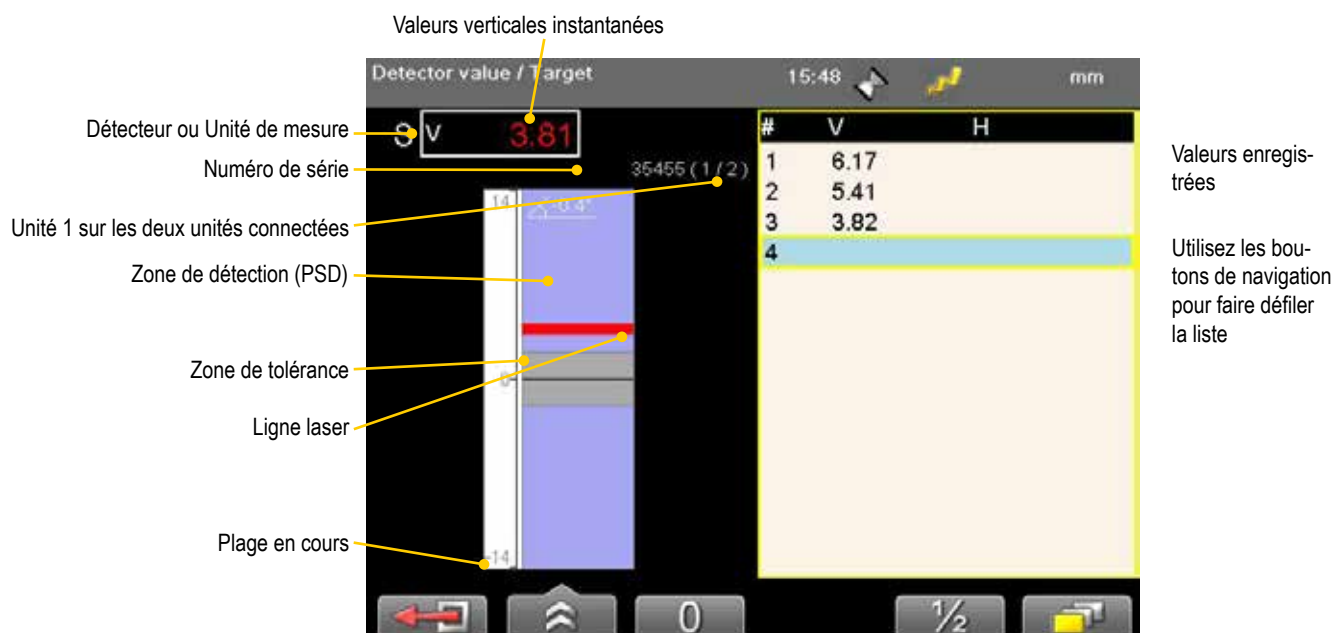 Valeurs verticales instantanées
Detector value / Target 15:48 mm
Détecteur ou Unité de mesure
S V 3.81
Numéro de série
35455 (1/2)
Unité 1 sur les deux unités connectées
Zone de détection (PSD)
Zone de tolérance
Ligne laser
Plage en cours
14
-0.4°
0
-14
# V H
1 6.17
2 5.41
3 3.82
4
Valeurs enregis-
trées
Utilisez les bou-
tons de navigation
pour faire défiler
la liste
0
½